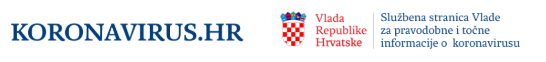 KORONAVIRUS.HR
Vlada
Republike
Hrvatske
Službena stranica Vlade
za pravodobne i točne
informacije o koronavirusu